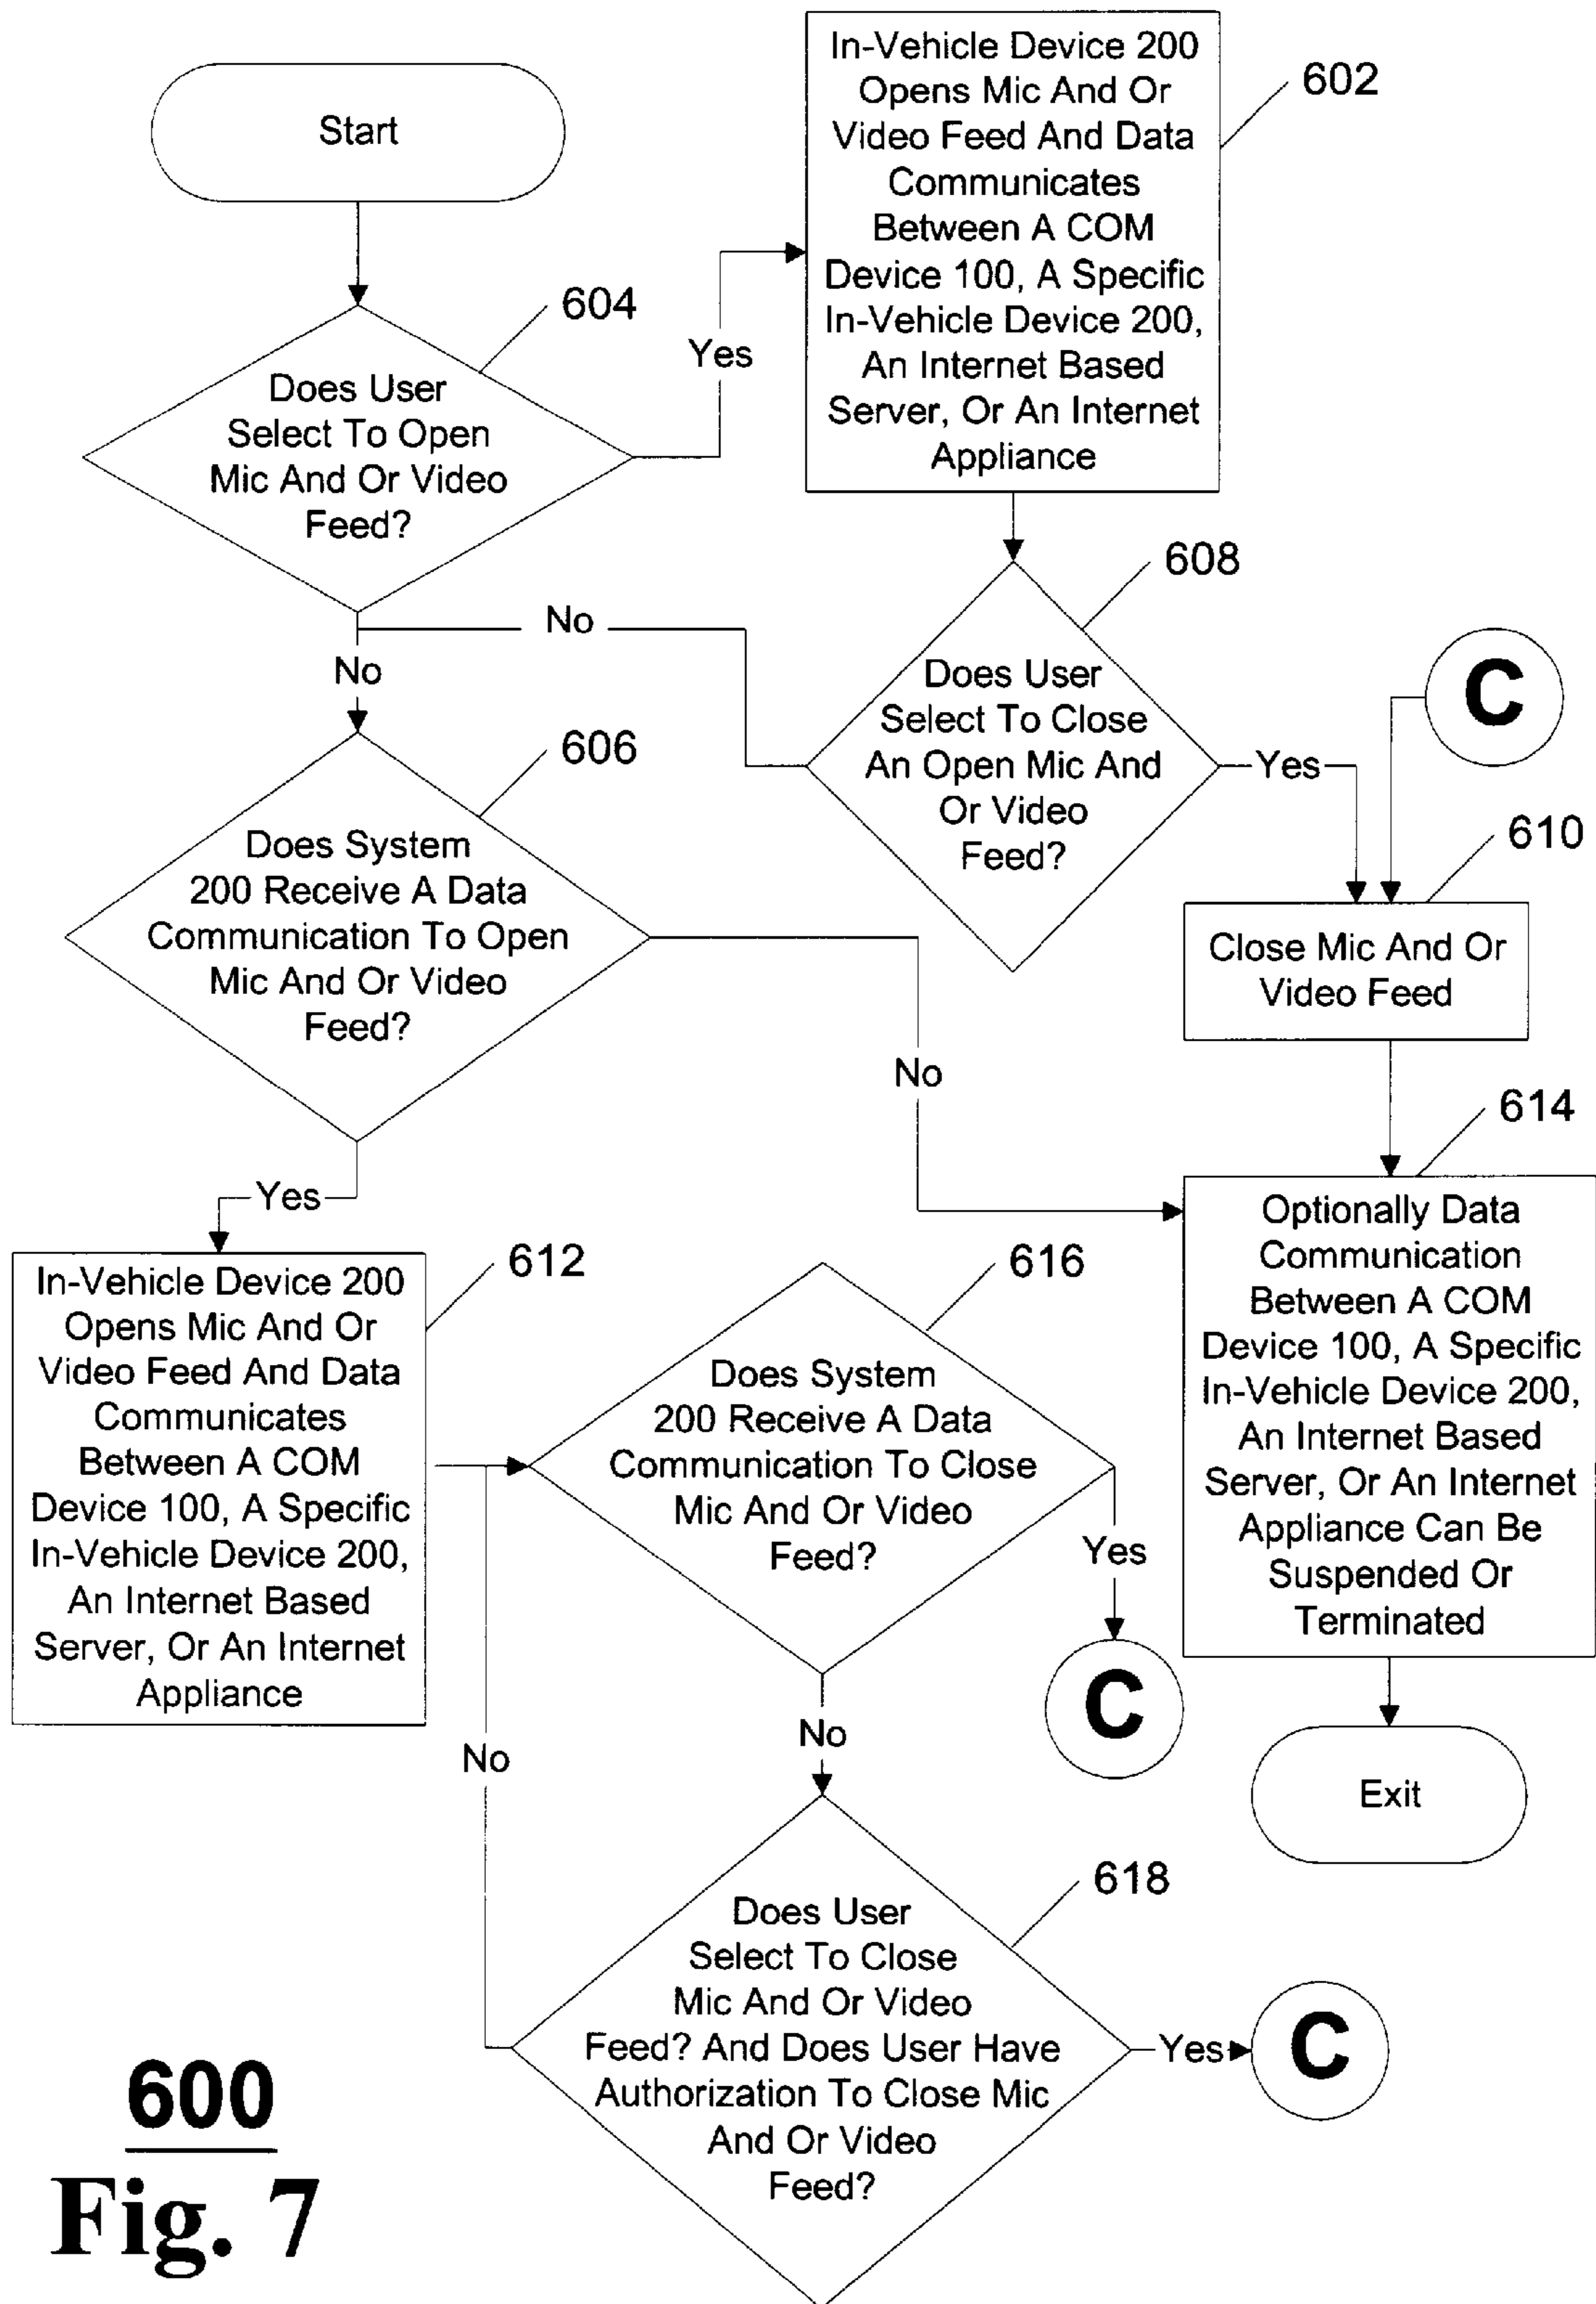 Start
In-Vehicle Device 200
Opens Mic And Or
Video Feed And Data
Communicates
Between A COM
Device 100, A Specific
In-Vehicle Device 200,
An Internet Based
Server, Or An Internet
Appliance
602
604
Does User
Select To Open
Mic And Or Video
Feed?
Yes
No
No
608
Does User
Select To Close
An Open Mic And
Or Video
Feed?
Yes
C
606
Does System
200 Receive A Data
Communication To Open
Mic And Or Video
Feed?
No
Yes
610
Close Mic And Or
Video Feed
614
Optionally Data
Communication
Between A COM
Device 100, A Specific
In-Vehicle Device 200,
An Internet Based
Server, Or An Internet
Appliance Can Be
Suspended Or
Terminated
612
In-Vehicle Device 200
Opens Mic And Or
Video Feed And Data
Communicates
Between A COM
Device 100, A Specific
In-Vehicle Device 200,
An Internet Based
Server, Or An Internet
Appliance
616
Does System
200 Receive A Data
Communication To Close
Mic And Or Video
Feed?
Yes
C
No
No
Exit
618
Does User
Select To Close
Mic And Or Video
Feed? And Does User Have
Authorization To Close Mic
And Or Video
Feed?
Yes
C
600
Fig. 7